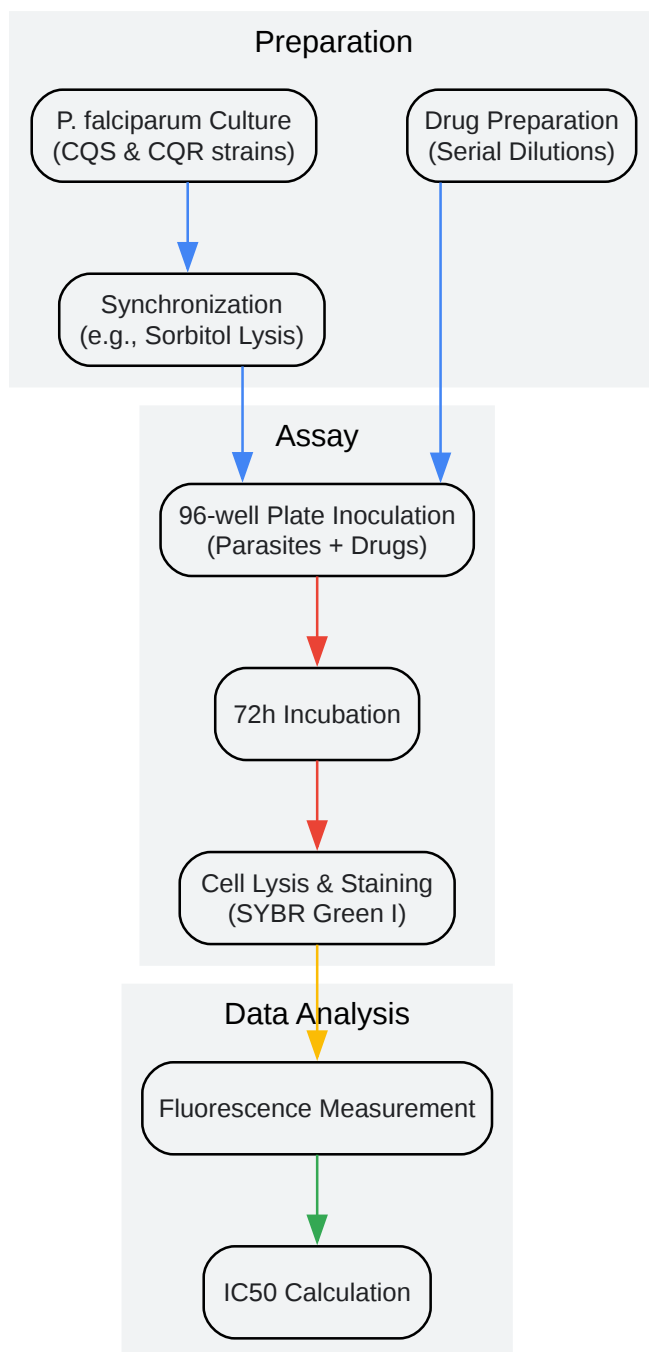 Preparation
P. falciparum Culture
(CQS & CQR strains)
Drug Preparation
(Serial Dilutions)
Synchronization
(e.g., Sorbitol Lysis)
Assay
96-well Plate Inoculation
(Parasites + Drugs)
72h Incubation
Cell Lysis & Staining
(SYBR Green I)
Data Analysis
Fluorescence Measurement
IC50 Calculation